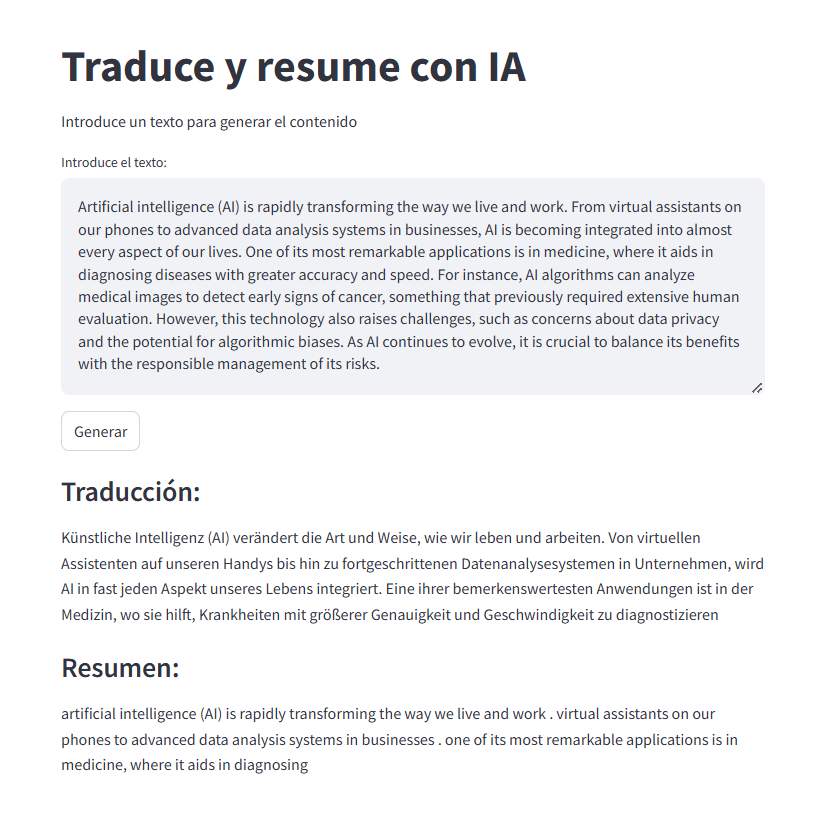 Traduce y resume con IA
Introduce un texto para generar el contenido
Introduce el texto:
Artificial intelligence (AI) is rapidly transforming the way we live and work. From virtual assistants on
our phones to advanced data analysis systems in businesses, AI is becoming integrated into almost
every aspect of our lives. One of its most remarkable applications is in medicine, where it aids in
diagnosing diseases with greater accuracy and speed. For instance, AI algorithms can analyze
medical images to detect early signs of cancer, something that previously required extensive human
evaluation. However, this technology also raises challenges, such as concerns about data privacy
and the potential for algorithmic biases. As AI continues to evolve, it is crucial to balance its benefits
with the responsible management of its risks.
Generar
Traducción:
Künstliche Intelligenz (AI) verändert die Art und Weise, wie wir leben und arbeiten. Von virtuellen
Assistenten auf unseren Handys bis hin zu fortgeschrittenen Datenanalysesystemen in Unternehmen, wird
AI in fast jeden Aspekt unseres Lebens integriert. Eine ihrer bemerkenswertesten Anwendungen ist in der
Medizin, wo sie hilft, Krankheiten mit größerer Genauigkeit und Geschwindigkeit zu diagnostizieren
Resumen:
artificial intelligence (AI) is rapidly transforming the way we live and work . virtual assistants on our
phones to advanced data analysis systems in businesses . one of its most remarkable applications is in
medicine, where it aids in diagnosing